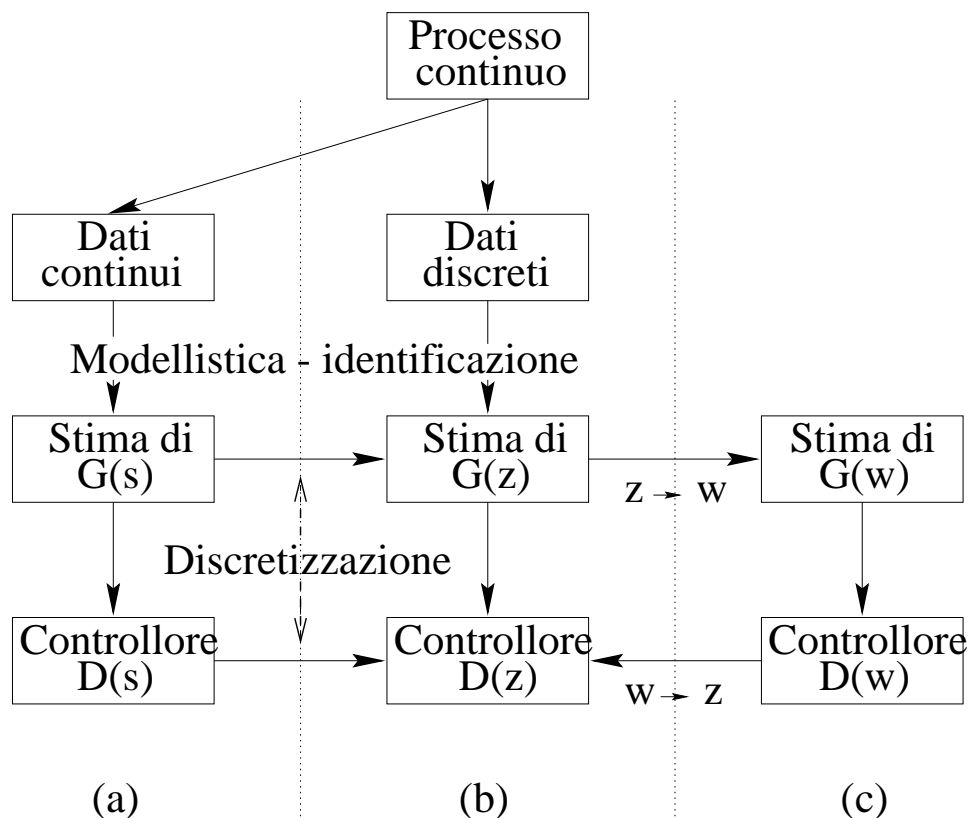 Processo
continuo
Dati
continui
Dati
discreti
Modellistica - identificazione
Stima di
G(s)
Stima di
G(z)
Stima di
G(w)
z → w
Discretizzazione
Controllore
D(s)
Controllore
D(z)
Controllore
D(w)
w → z
(a)
(b)
(c)